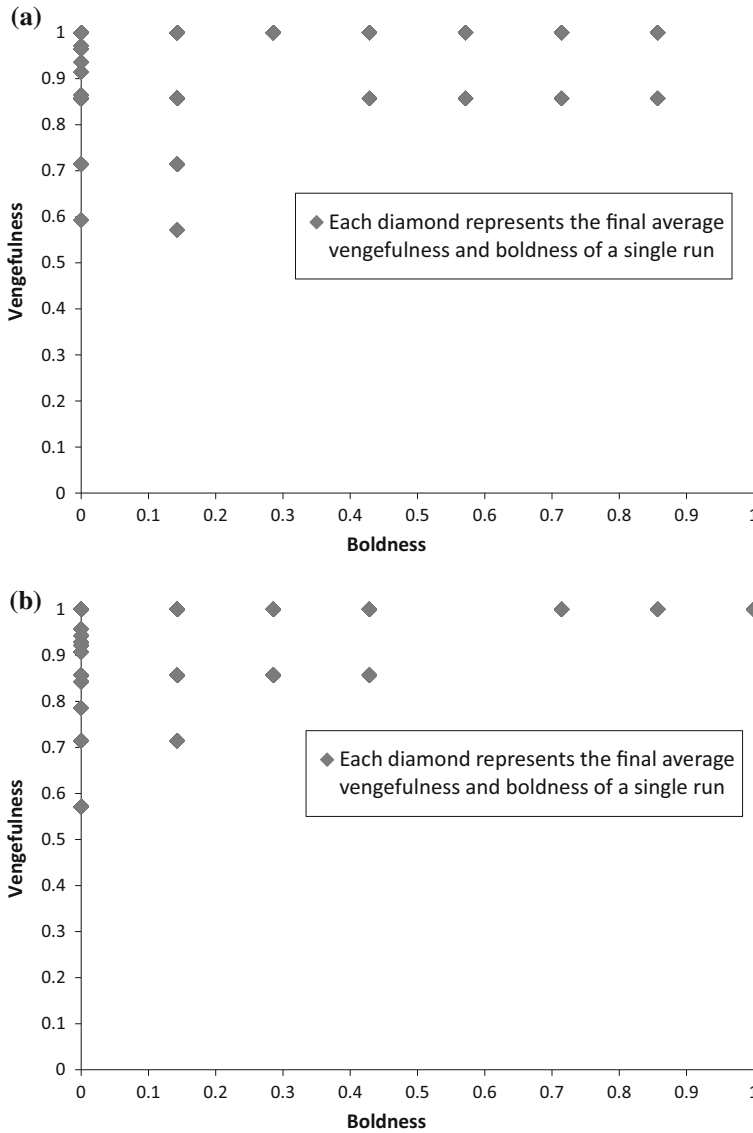 (a)
1
0.9
0.8
0.7
0.6
0.5
0.4
0.3
0.2
0.1
0
Vengefulness
Each diamond represents the final average
vengefulness and boldness of a single run
0 0.1 0.2 0.3 0.4 0.5 0.6 0.7 0.8 0.9 1
Boldness
(b)
1
0.9
0.8
0.7
0.6
0.5
0.4
0.3
0.2
0.1
0
Vengefulness
Each diamond represents the final average
vengefulness and boldness of a single run
0 0.1 0.2 0.3 0.4 0.5 0.6 0.7 0.8 0.9 1
Boldness